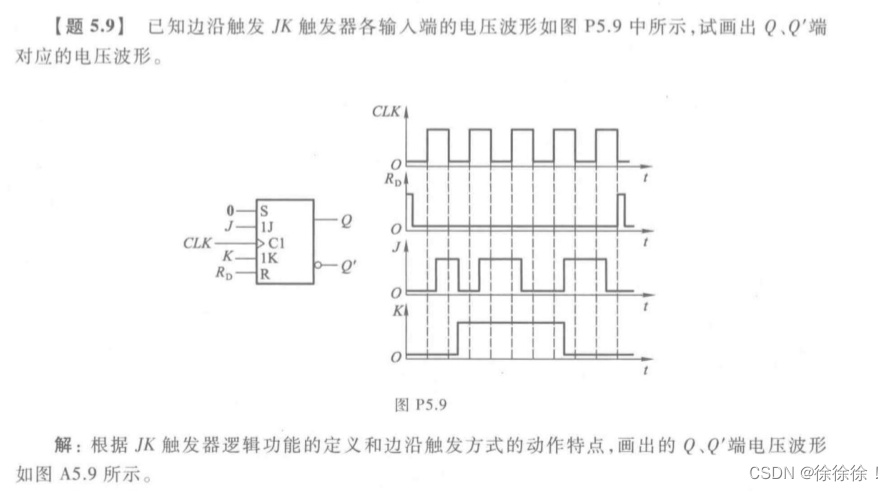 【题 5.9】 已知边沿触发 JK 触发器各输入端的电压波形如图 P5.9 中所示,试画出 Q、Q′端
对应的电压波形。
CLK
O
t
R_D
O
t
J
O
t
K
O
t
0
S
J
1J
Q
CLK
C1
K
1K
Q′
R_D
R
图 P5.9
解: 根据 JK 触发器逻辑功能的定义和边沿触发方式的动作特点,画出的 Q、Q′端电压波形
如图 A5.9 所示。
CSDN @徐徐徐!